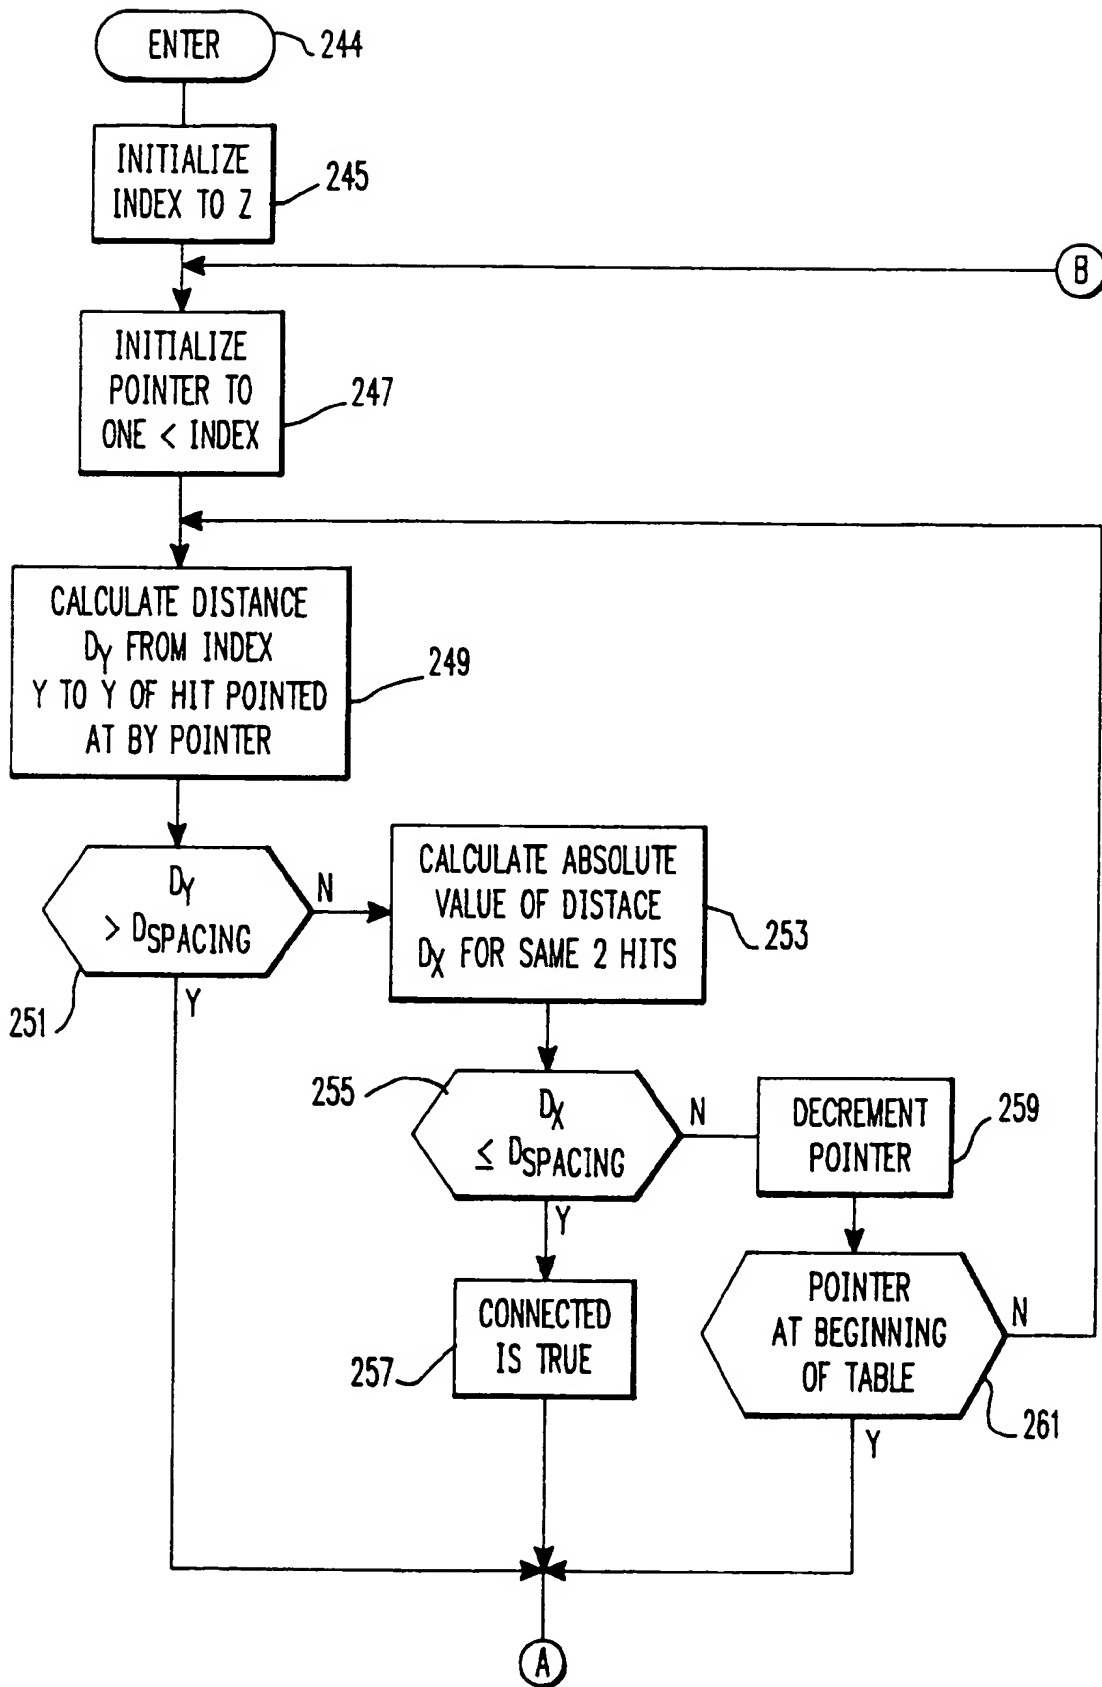 ENTER
244
INITIALIZE
INDEX TO Z
245
B
INITIALIZE
POINTER TO
ONE < INDEX
247
CALCULATE DISTANCE
DY FROM INDEX
Y TO Y OF HIT POINTED
AT BY POINTER
249
DY
> DSPACING
N
Y
251
CALCULATE ABSOLUTE
VALUE OF DISTACE
DX FOR SAME 2 HITS
253
255
DX
≤ DSPACING
N
Y
DECREMENT
POINTER
259
CONNECTED
IS TRUE
257
POINTER
AT BEGINNING
OF TABLE
N
Y
261
A